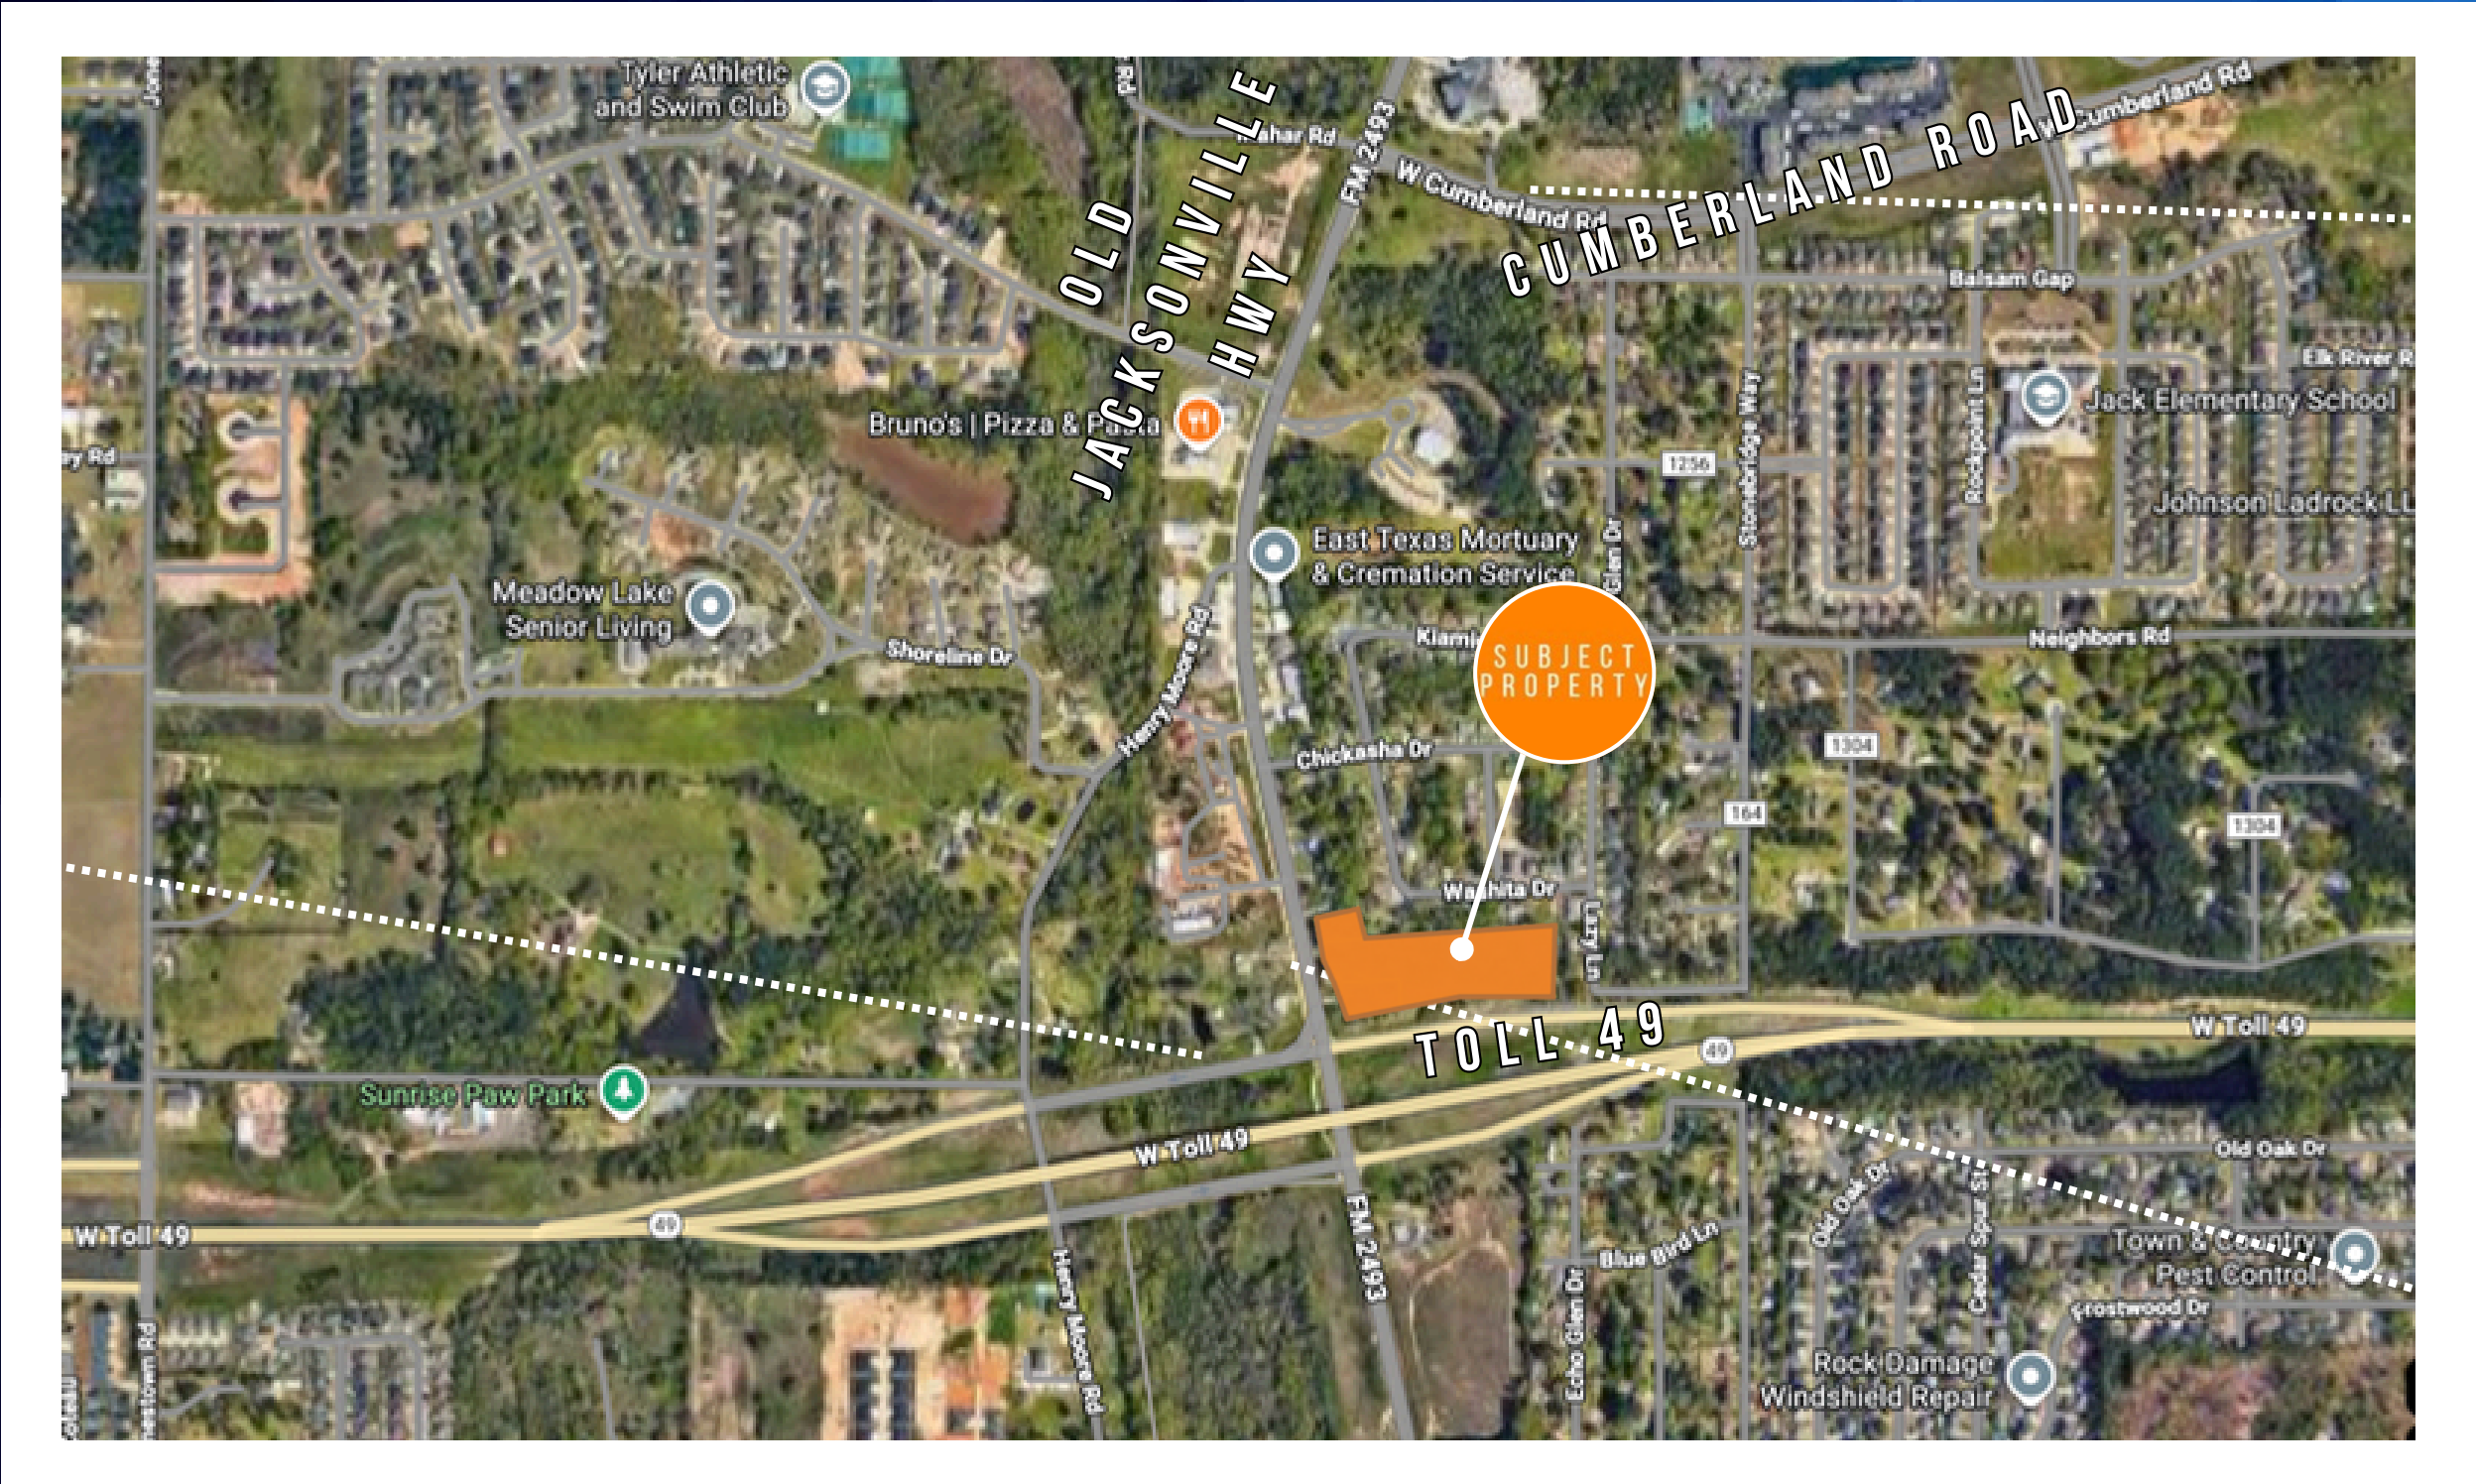 Tyler Athletic
and Swim Club
FM 2493
W Cumberland Rd
Cumberland Rd
OLD
JACKSONVILLE
HWY
CUMBERLAND ROAD
Balsam Gap
Elk River R
Jack Elementary School
Bruno's | Pizza & Pasta
1256
Stonebridge Way
Rockpoint Ln
Johnson Ladrock LL
ey Rd
East Texas Mortuary
& Cremation Service
Glen Dr
Meadow Lake
Senior Living
Shoreline Dr
Henry Moore Rd
SUBJECT
PROPERTY
Neighbors Rd
Chickasha Dr
1304
164
1304
Washita Dr
Lazy Ln
TOLL 49
49
W Toll 49
Sunrise Paw Park
W Toll 49
49
W Toll 49
Old Oak Dr
Old Oak Dr
Cedar Spur St
Blue Bird Ln
Town & Country
Pest Control
Frostwood Dr
FM 2493
Henry Moore Rd
Echo Glen Dr
Rock Damage
Windshield Repair
nestown Rd